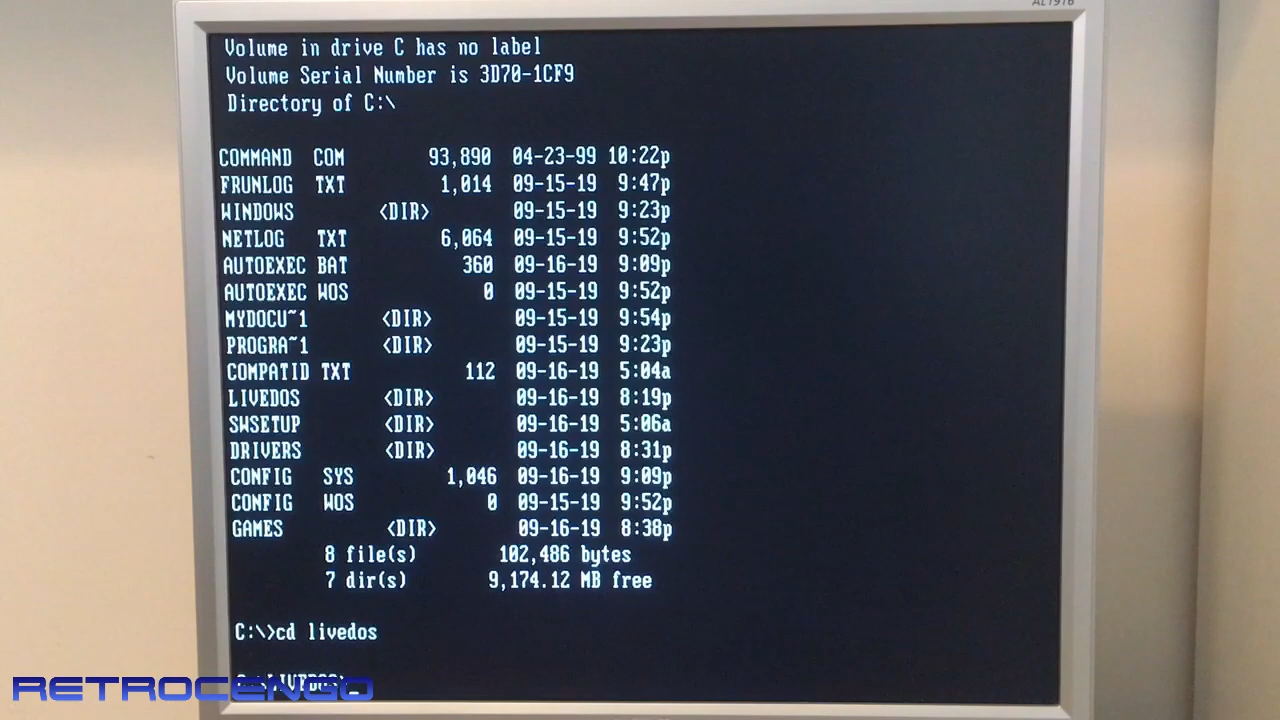 AL1916
Volume in drive C has no label
Volume Serial Number is 3D70-1CF9
Directory of C:\
COMMAND COM 93,890 04-23-99 10:22p
FRUNLOG TXT 1,014 09-15-19 9:47p
WINDOWS <DIR> 09-15-19 9:23p
NETLOG TXT 6,064 09-15-19 9:52p
AUTOEXEC BAT 360 09-16-19 9:09p
AUTOEXEC WOS 0 09-15-19 9:52p
MYDOCU~1 <DIR> 09-15-19 9:54p
PROGRA~1 <DIR> 09-15-19 9:23p
COMPATID TXT 112 09-16-19 5:04a
LIVEDOS <DIR> 09-16-19 8:19p
SWSETUP <DIR> 09-16-19 5:06a
DRIVERS <DIR> 09-16-19 8:31p
CONFIG SYS 1,046 09-16-19 9:09p
CONFIG WOS 0 09-15-19 9:52p
GAMES <DIR> 09-16-19 8:38p
8 file(s) 102,486 bytes
7 dir(s) 9,174.12 MB free
C:\>cd livedos
C:\LIVEDOS>_
RETROCENGO